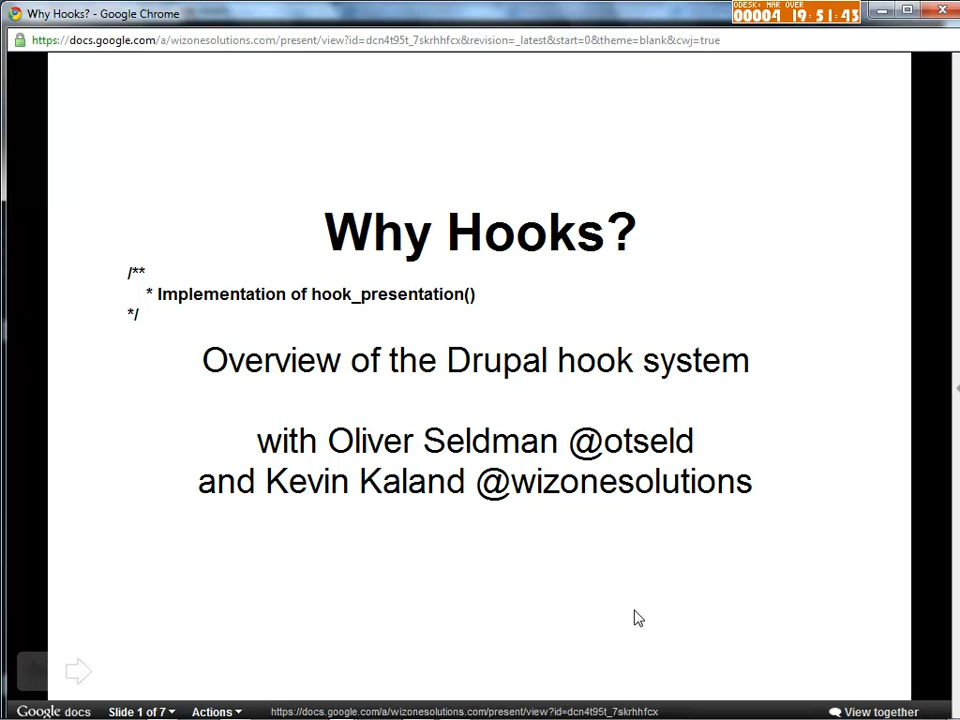 Why Hooks? - Google Chrome
ODESK: MAR OVER
00004 19:51:43
https://docs.google.com/a/wizonesolutions.com/present/view?id=dcn4t95t_7skrhhfcx&revision=_latest&start=0&theme=blank&cwj=true
Why Hooks?
/**
* Implementation of hook_presentation()
*/
Overview of the Drupal hook system
with Oliver Seldman @otseld
and Kevin Kaland @wizonesolutions
Google docs Slide 1 of 7 Actions https://docs.google.com/a/wizonesolutions.com/present/view?id=dcn4t95t_7skrhhfcx View together